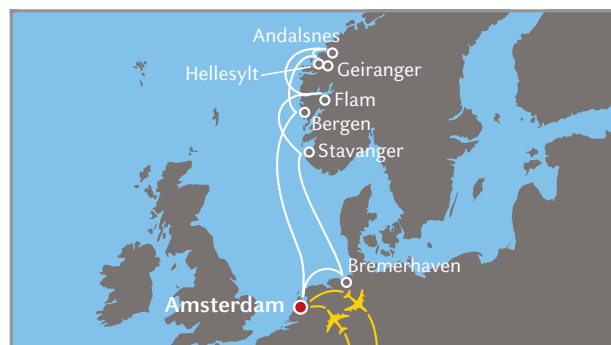 Andalsnes
Hellesylt
Geiranger
Flam
Bergen
Stavanger
Bremerhaven
Amsterdam